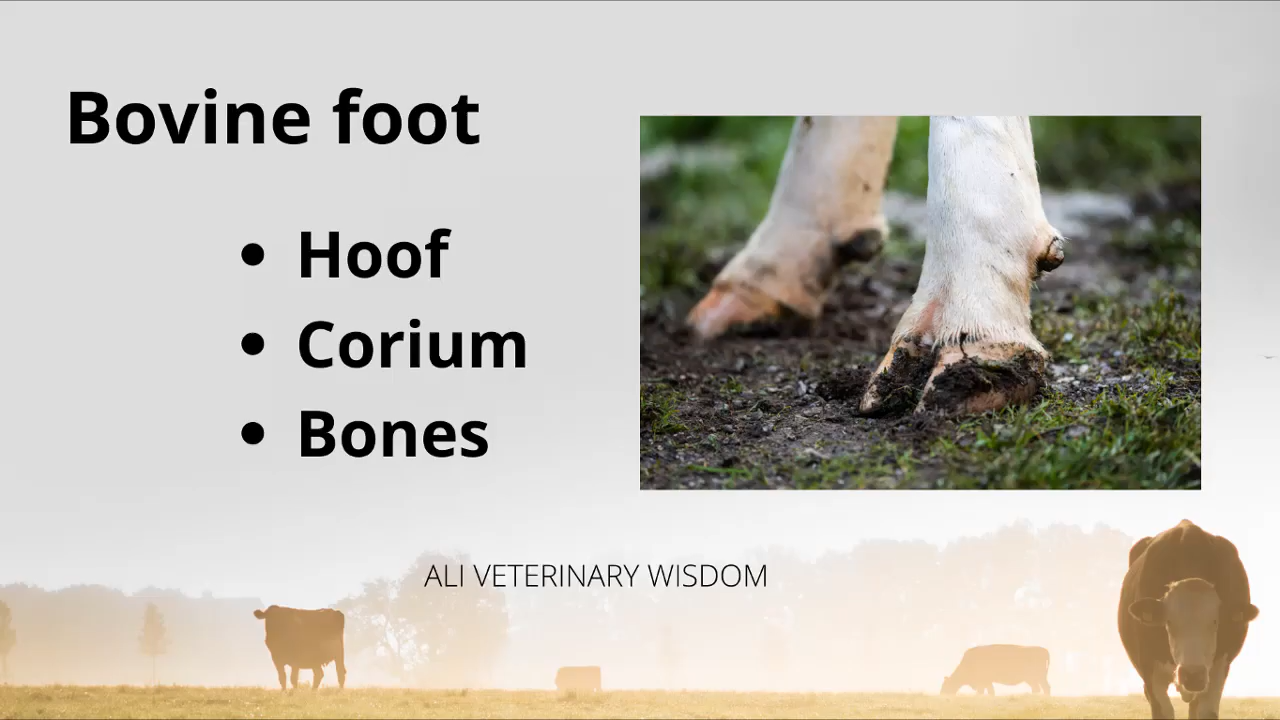 Bovine foot
• Hoof
• Corium
• Bones
ALI VETERINARY WISDOM